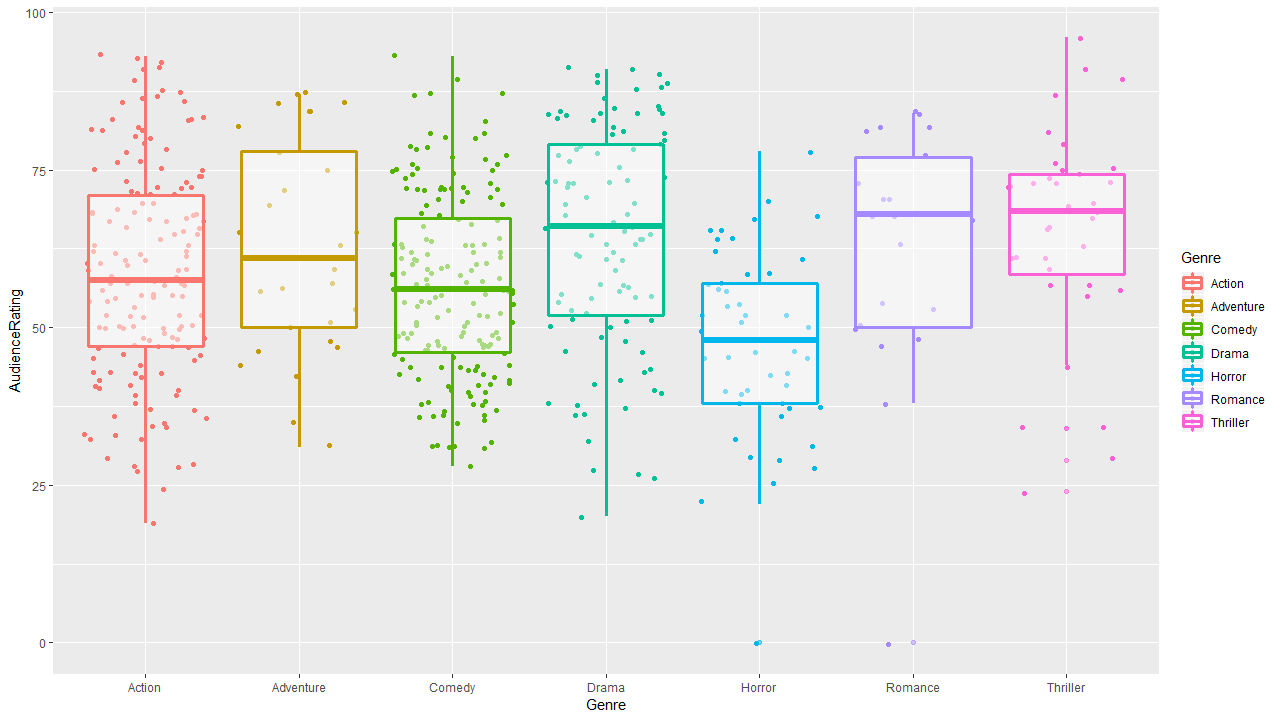 AudienceRating
100
75
50
25
0
Action Adventure Comedy Drama Horror Romance Thriller
Genre
Genre
Action
Adventure
Comedy
Drama
Horror
Romance
Thriller